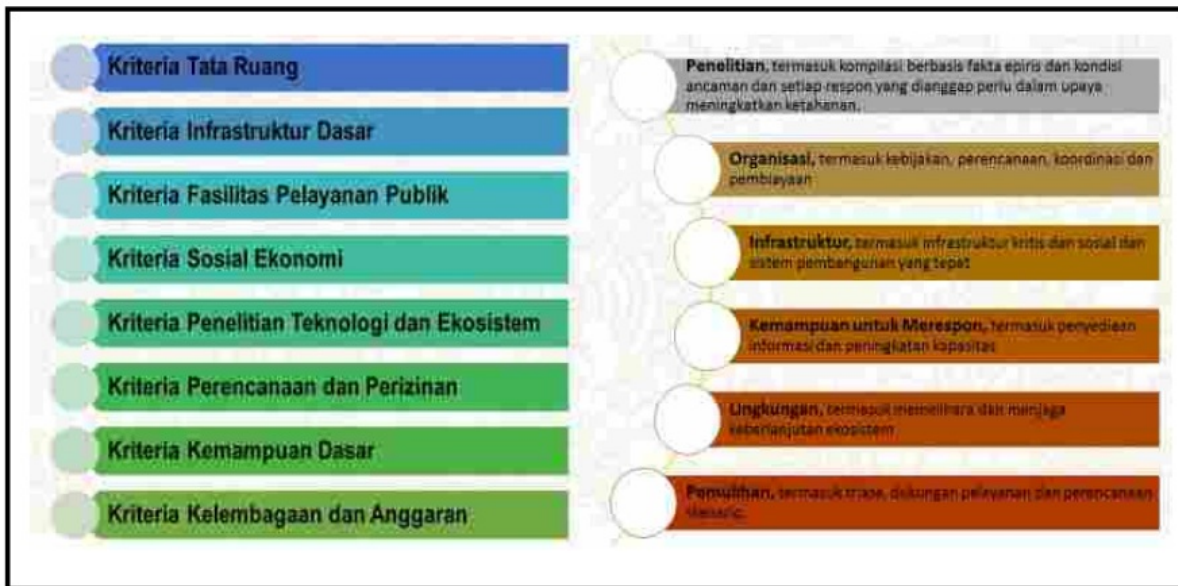 Kriteria Tata Ruang
Kriteria Infrastruktur Dasar
Kriteria Fasilitas Pelayanan Publik
Kriteria Sosial Ekonomi
Kriteria Penelitian Teknologi dan Ekosistem
Kriteria Perencanaan dan Perizinan
Kriteria Kemampuan Dasar
Kriteria Kelembagaan dan Anggaran
Penelitian, termasuk kompilasi berbasis fakta epiris dan kondisi
ancaman dan setiap respon yang dianggap perlu dalam upaya
meningkatkan ketahanan.
Organisasi, termasuk kebijakan, perencanaan, koordinasi dan
pembiayaan
Infrastruktur, termasuk infrastruktur kritis dan sosial dan
sistem pembangunan yang tepat
Kemampuan untuk Merespon, termasuk penyediaan
informasi dan peningkatan kapasitas
Lingkungan, termasuk memelihara dan menjaga
keberlanjutan ekosistem
Pemulihan, termasuk triase, dukungan pelayanan dan perencanaan